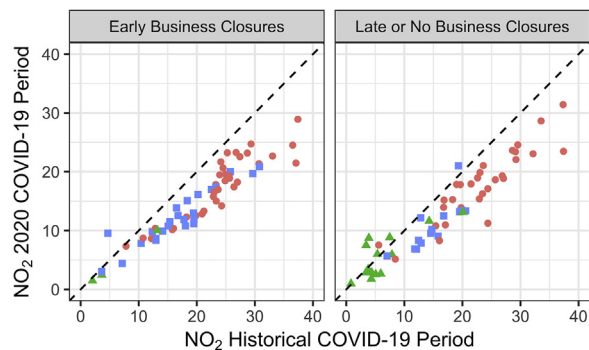 Early Business Closures
Late or No Business Closures
NO₂ 2020 COVID-19
Period
40
30
20
10
0
0 10 20 30 40
0 10 20 30 40
NO₂ Historical COVID-19 Period